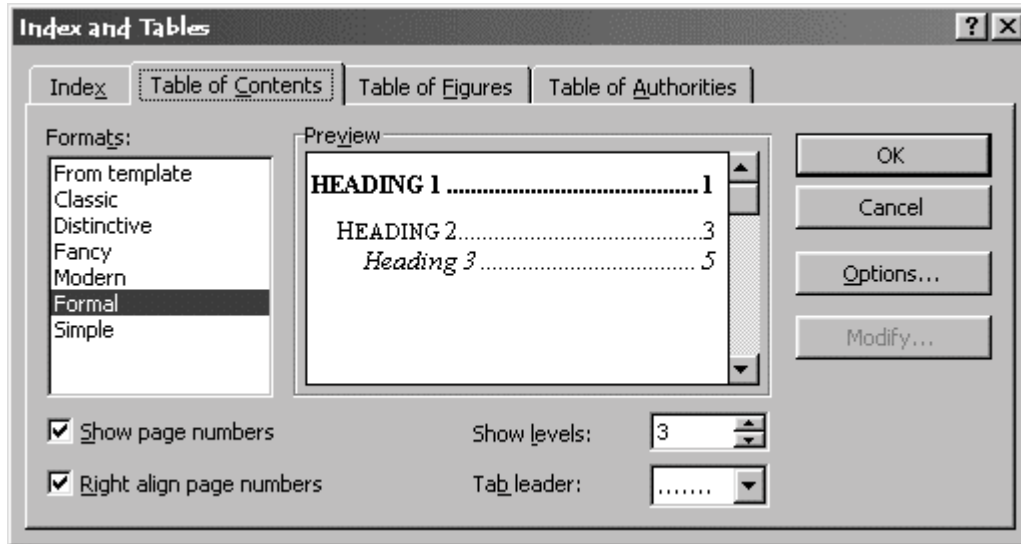 Index and Tables
Index Table of Contents Table of Figures Table of Authorities
Formats:
From template
Classic
Distinctive
Fancy
Modern
Formal
Simple
Preview
HEADING 1 ................................................ 1
HEADING 2......................................3
Heading 3 ................................... 5
OK
Cancel
Options...
Modify...
Show page numbers
Show levels: 3
Right align page numbers
Tab leader: .......